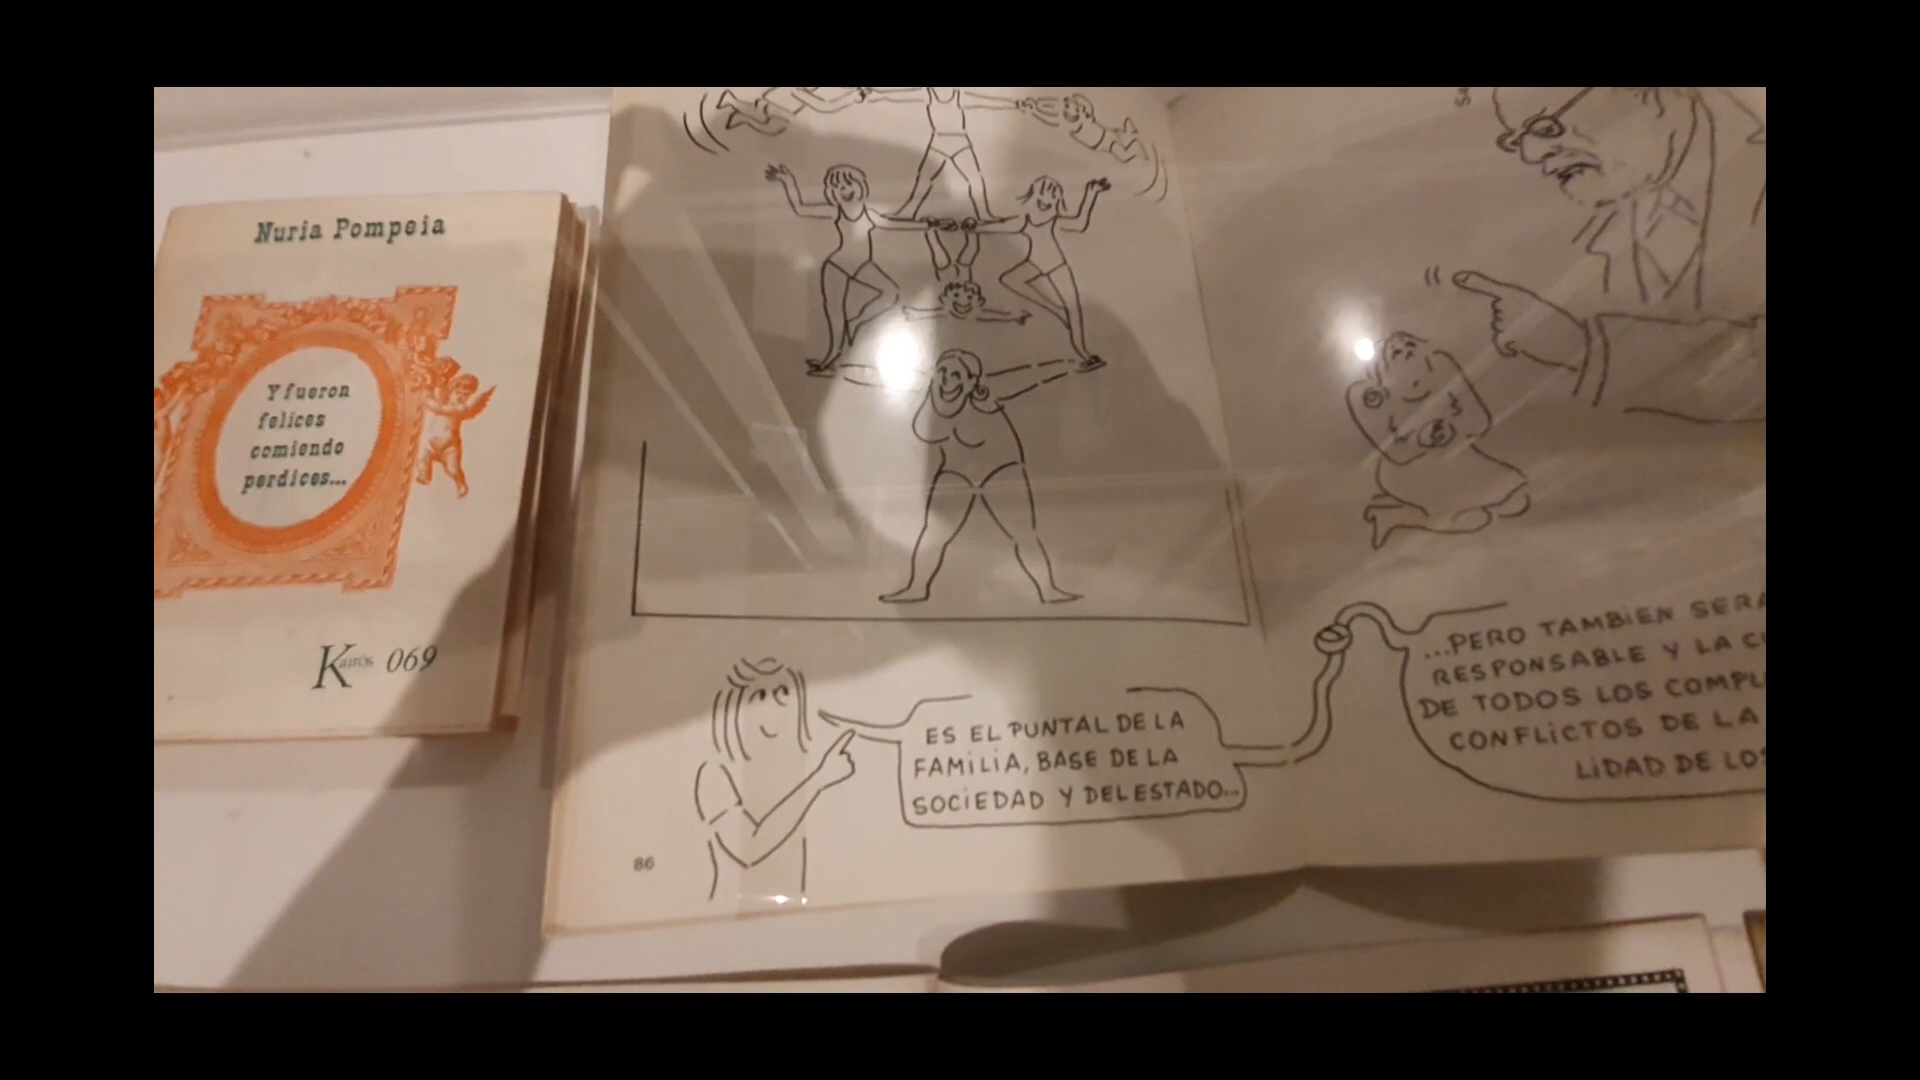 Nuria Pompeia
Y fueron
felices
comiendo
perdices...
Kairós 069
ES EL PUNTAL DE LA
FAMILIA, BASE DE LA
SOCIEDAD Y DEL ESTADO...
86
...PERO TAMBIEN SERA
RESPONSABLE Y LA
DE TODOS LOS
CONFLICTOS DE LA
LIDAD DE LOS